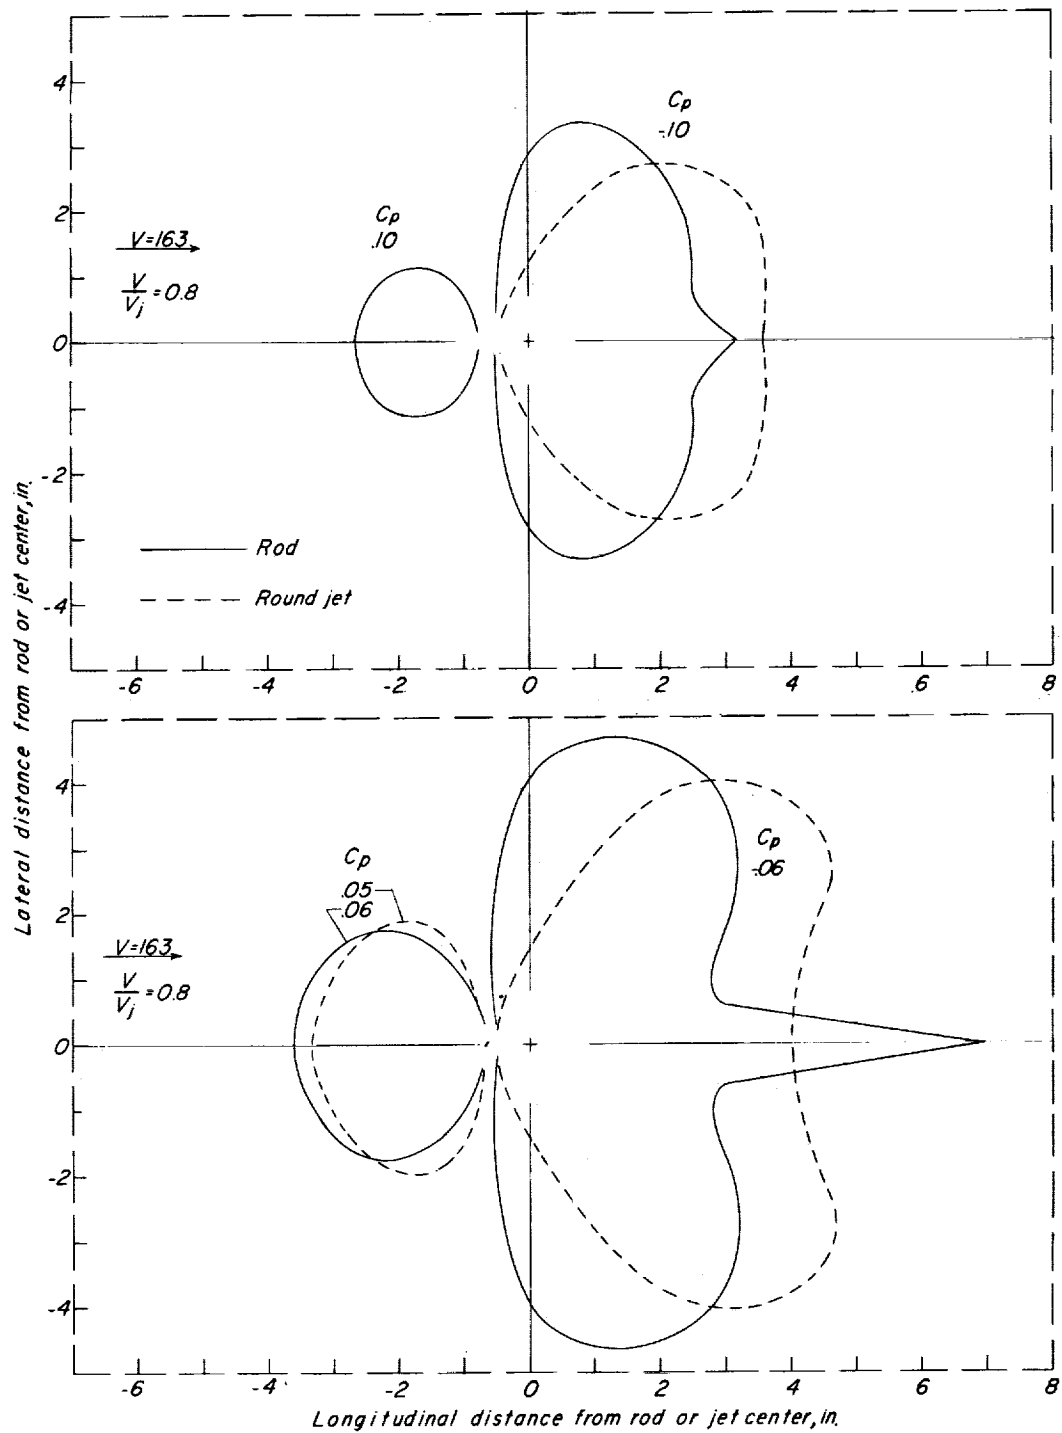 4
2
0
-2
-4
Cp
-.10
Cp
.10
V=163
V/Vj=0.8
Rod
Round jet
-6 -4 -2 0 2 4 6 8
4
2
0
-2
-4
Cp
-.06
Cp
.05
.06
V=163
V/Vj=0.8
-6 -4 -2 0 2 4 6 8
Lateral distance from rod or jet center, in.
Longitudinal distance from rod or jet center, in.